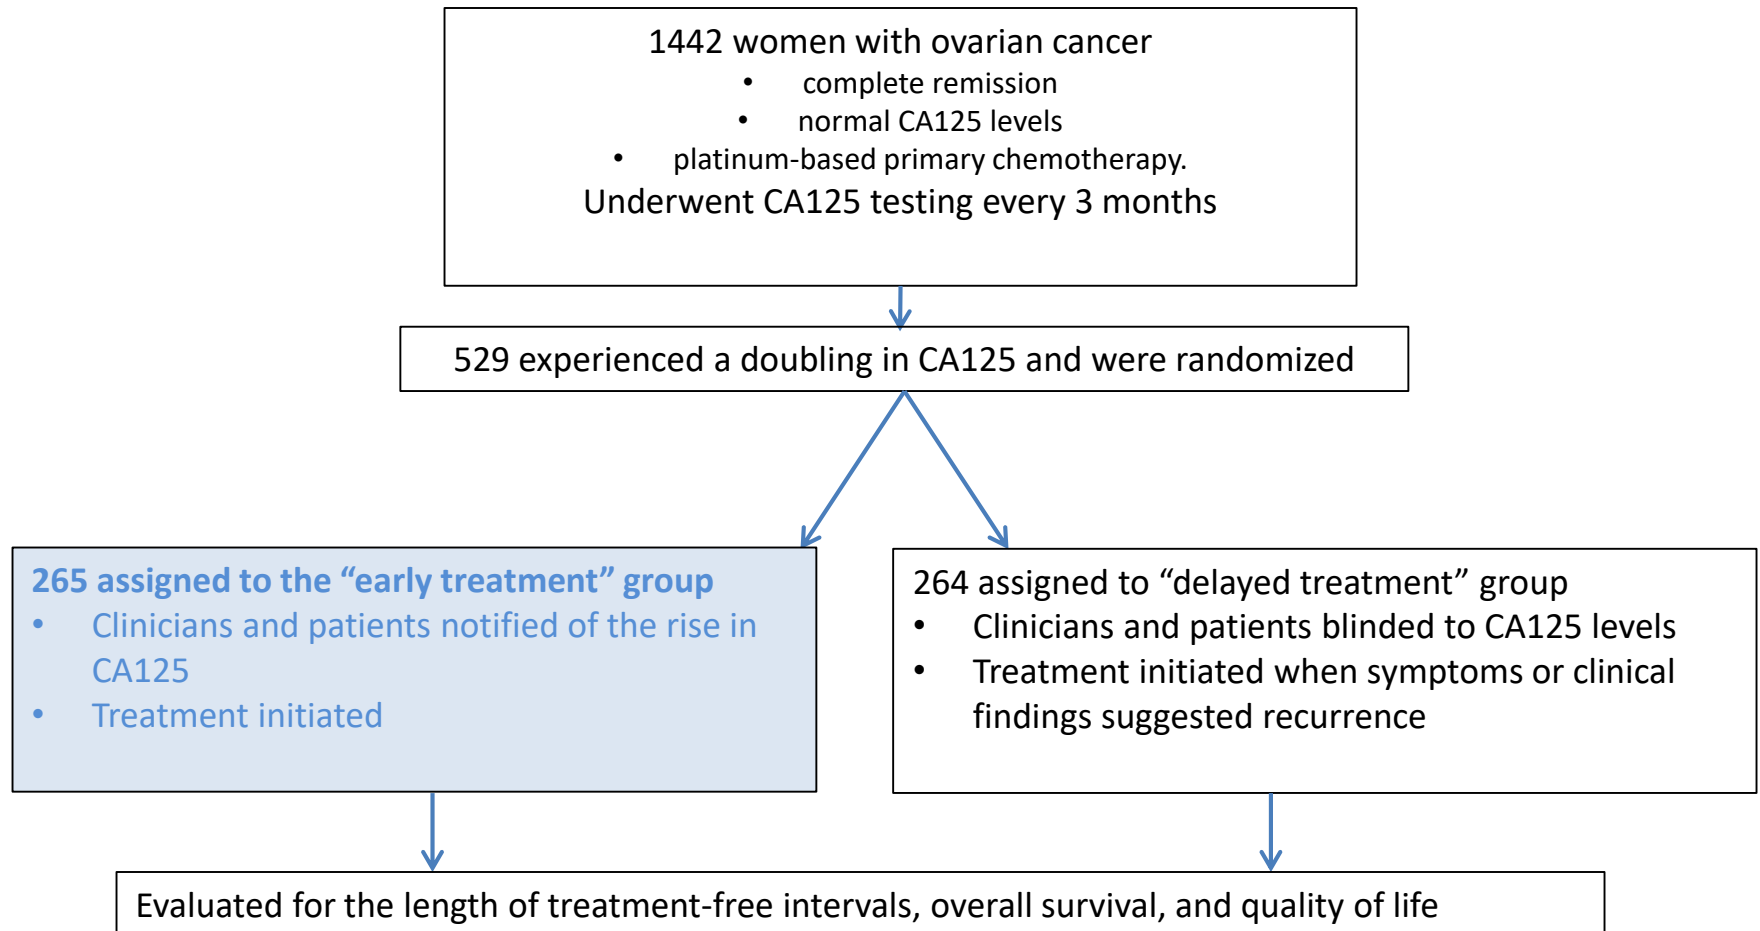 1442 women with ovarian cancer
• complete remission
• normal CA125 levels
• platinum-based primary chemotherapy.
Underwent CA125 testing every 3 months
529 experienced a doubling in CA125 and were randomized
265 assigned to the “early treatment” group
• Clinicians and patients notified of the rise in
CA125
• Treatment initiated
264 assigned to “delayed treatment” group
• Clinicians and patients blinded to CA125 levels
• Treatment initiated when symptoms or clinical
findings suggested recurrence
Evaluated for the length of treatment-free intervals, overall survival, and quality of life